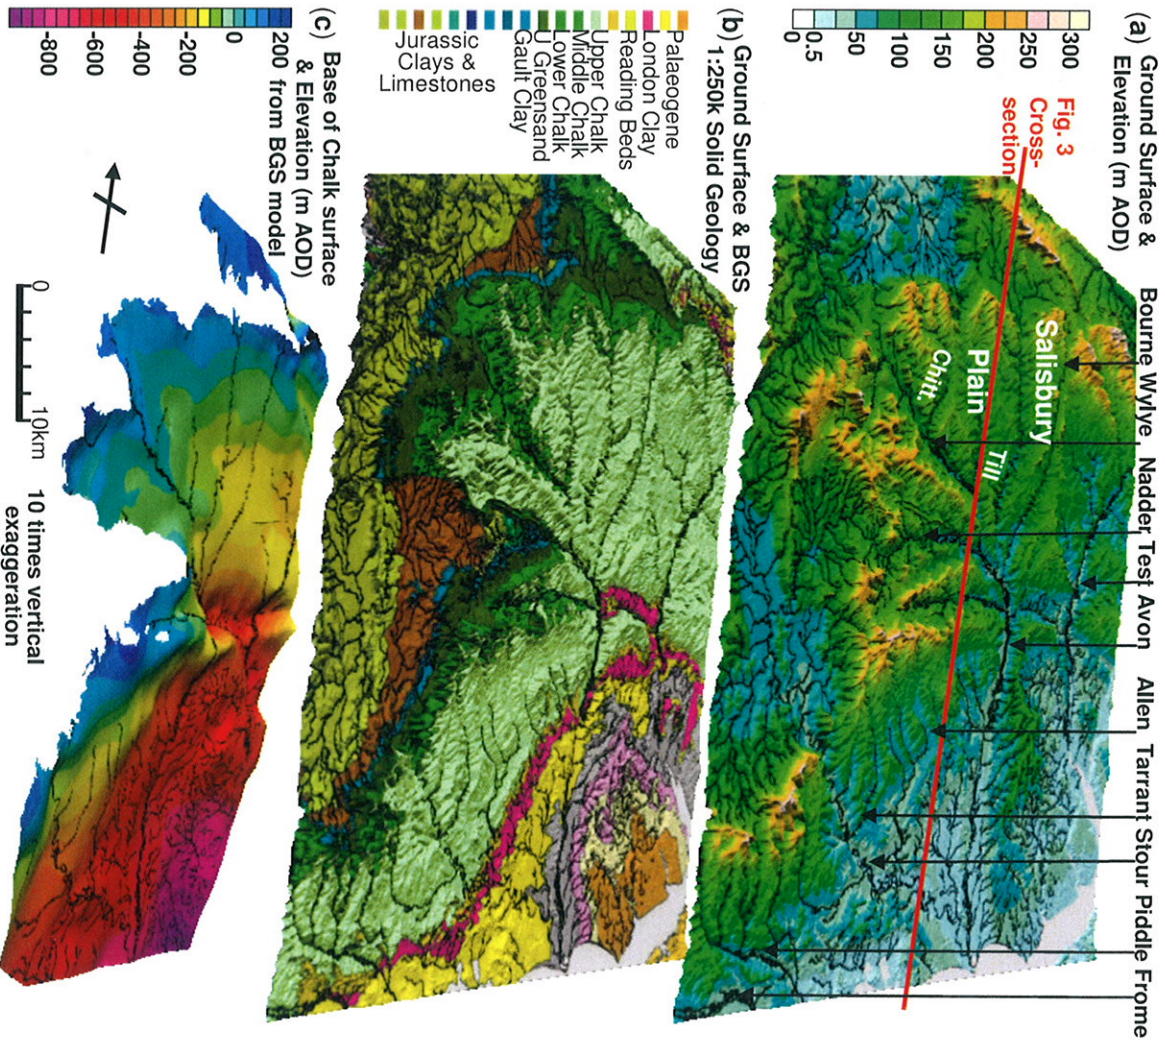 (a) Ground Surface &
Elevation (m AOD)
0.5
0
50
100
150
200
250
300
Fig. 3
Cross-
section
Bourne Wylye Nadder Test Avon Allen Tarrant Stour Piddle Frome
Salisbury
Plain
Till
Chitt.
(b) Ground Surface & BGS
1:250k Solid Geology
Palaeogene
London Clay
Reading Beds
Upper Chalk
Middle Chalk
Lower Chalk
U Greensand
Gault Clay
Jurassic
Clays &
Limestones
(c) Base of Chalk surface
& Elevation (m AOD)
from BGS model
-800
-600
-400
-200
0
200
0 10km
10 times vertical
exaggeration